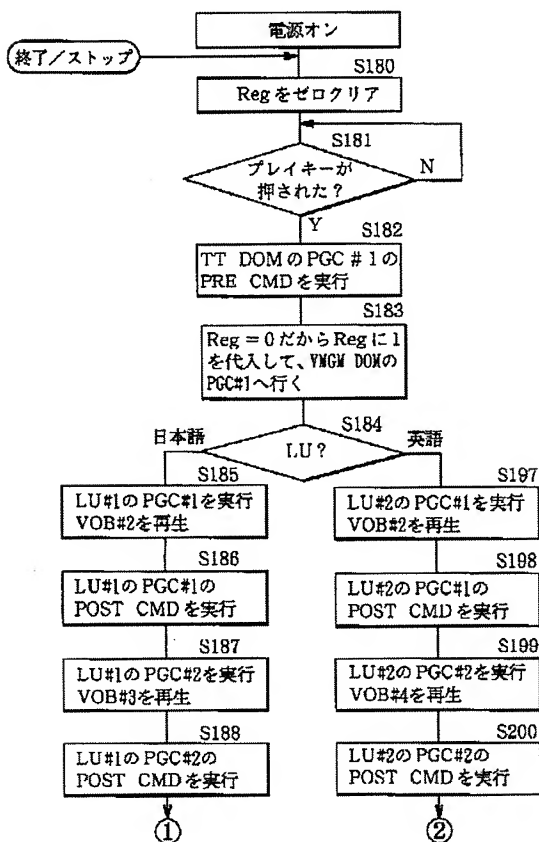 電源オン
終了／ストップ
S180
Regをゼロクリア
S181
プレイキーが
押された？
N
Y
S182
TT DOMのPGC#1の
PRE CMDを実行
S183
Reg=0だからRegに1
を代入して、VMGM DOMの
PGC#1へ行く
S184
日本語
LU?
英語
S185
LU#1のPGC#1を実行
VOB#2を再生
S197
LU#2のPGC#1を実行
VOB#2を再生
S186
LU#1のPGC#1の
POST CMDを実行
S198
LU#2のPGC#1の
POST CMDを実行
S187
LU#1のPGC#2を実行
VOB#3を再生
S199
LU#2のPGC#2を実行
VOB#4を再生
S188
LU#1のPGC#2の
POST CMDを実行
S200
LU#2のPGC#2の
POST CMDを実行
①
②